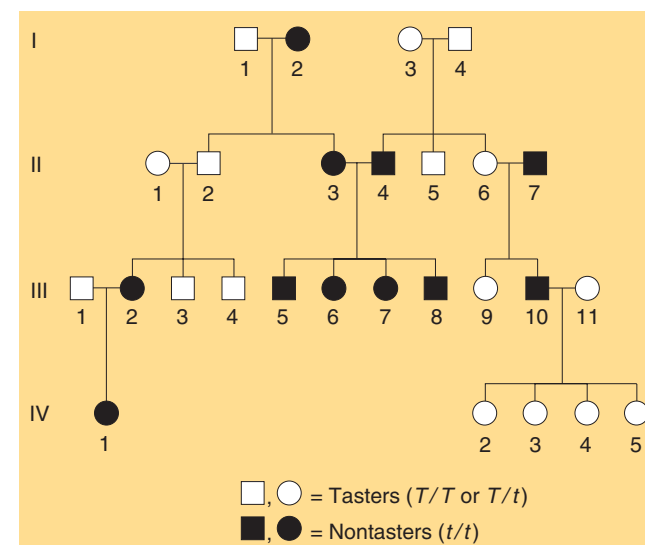 I
1 2 3 4
II
1 2 3 4 5 6 7
III
1 2 3 4 5 6 7 8 9 10 11
IV
1 2 3 4 5
, = Tasters (T/T or T/t)
, = Nontasters (t/t)